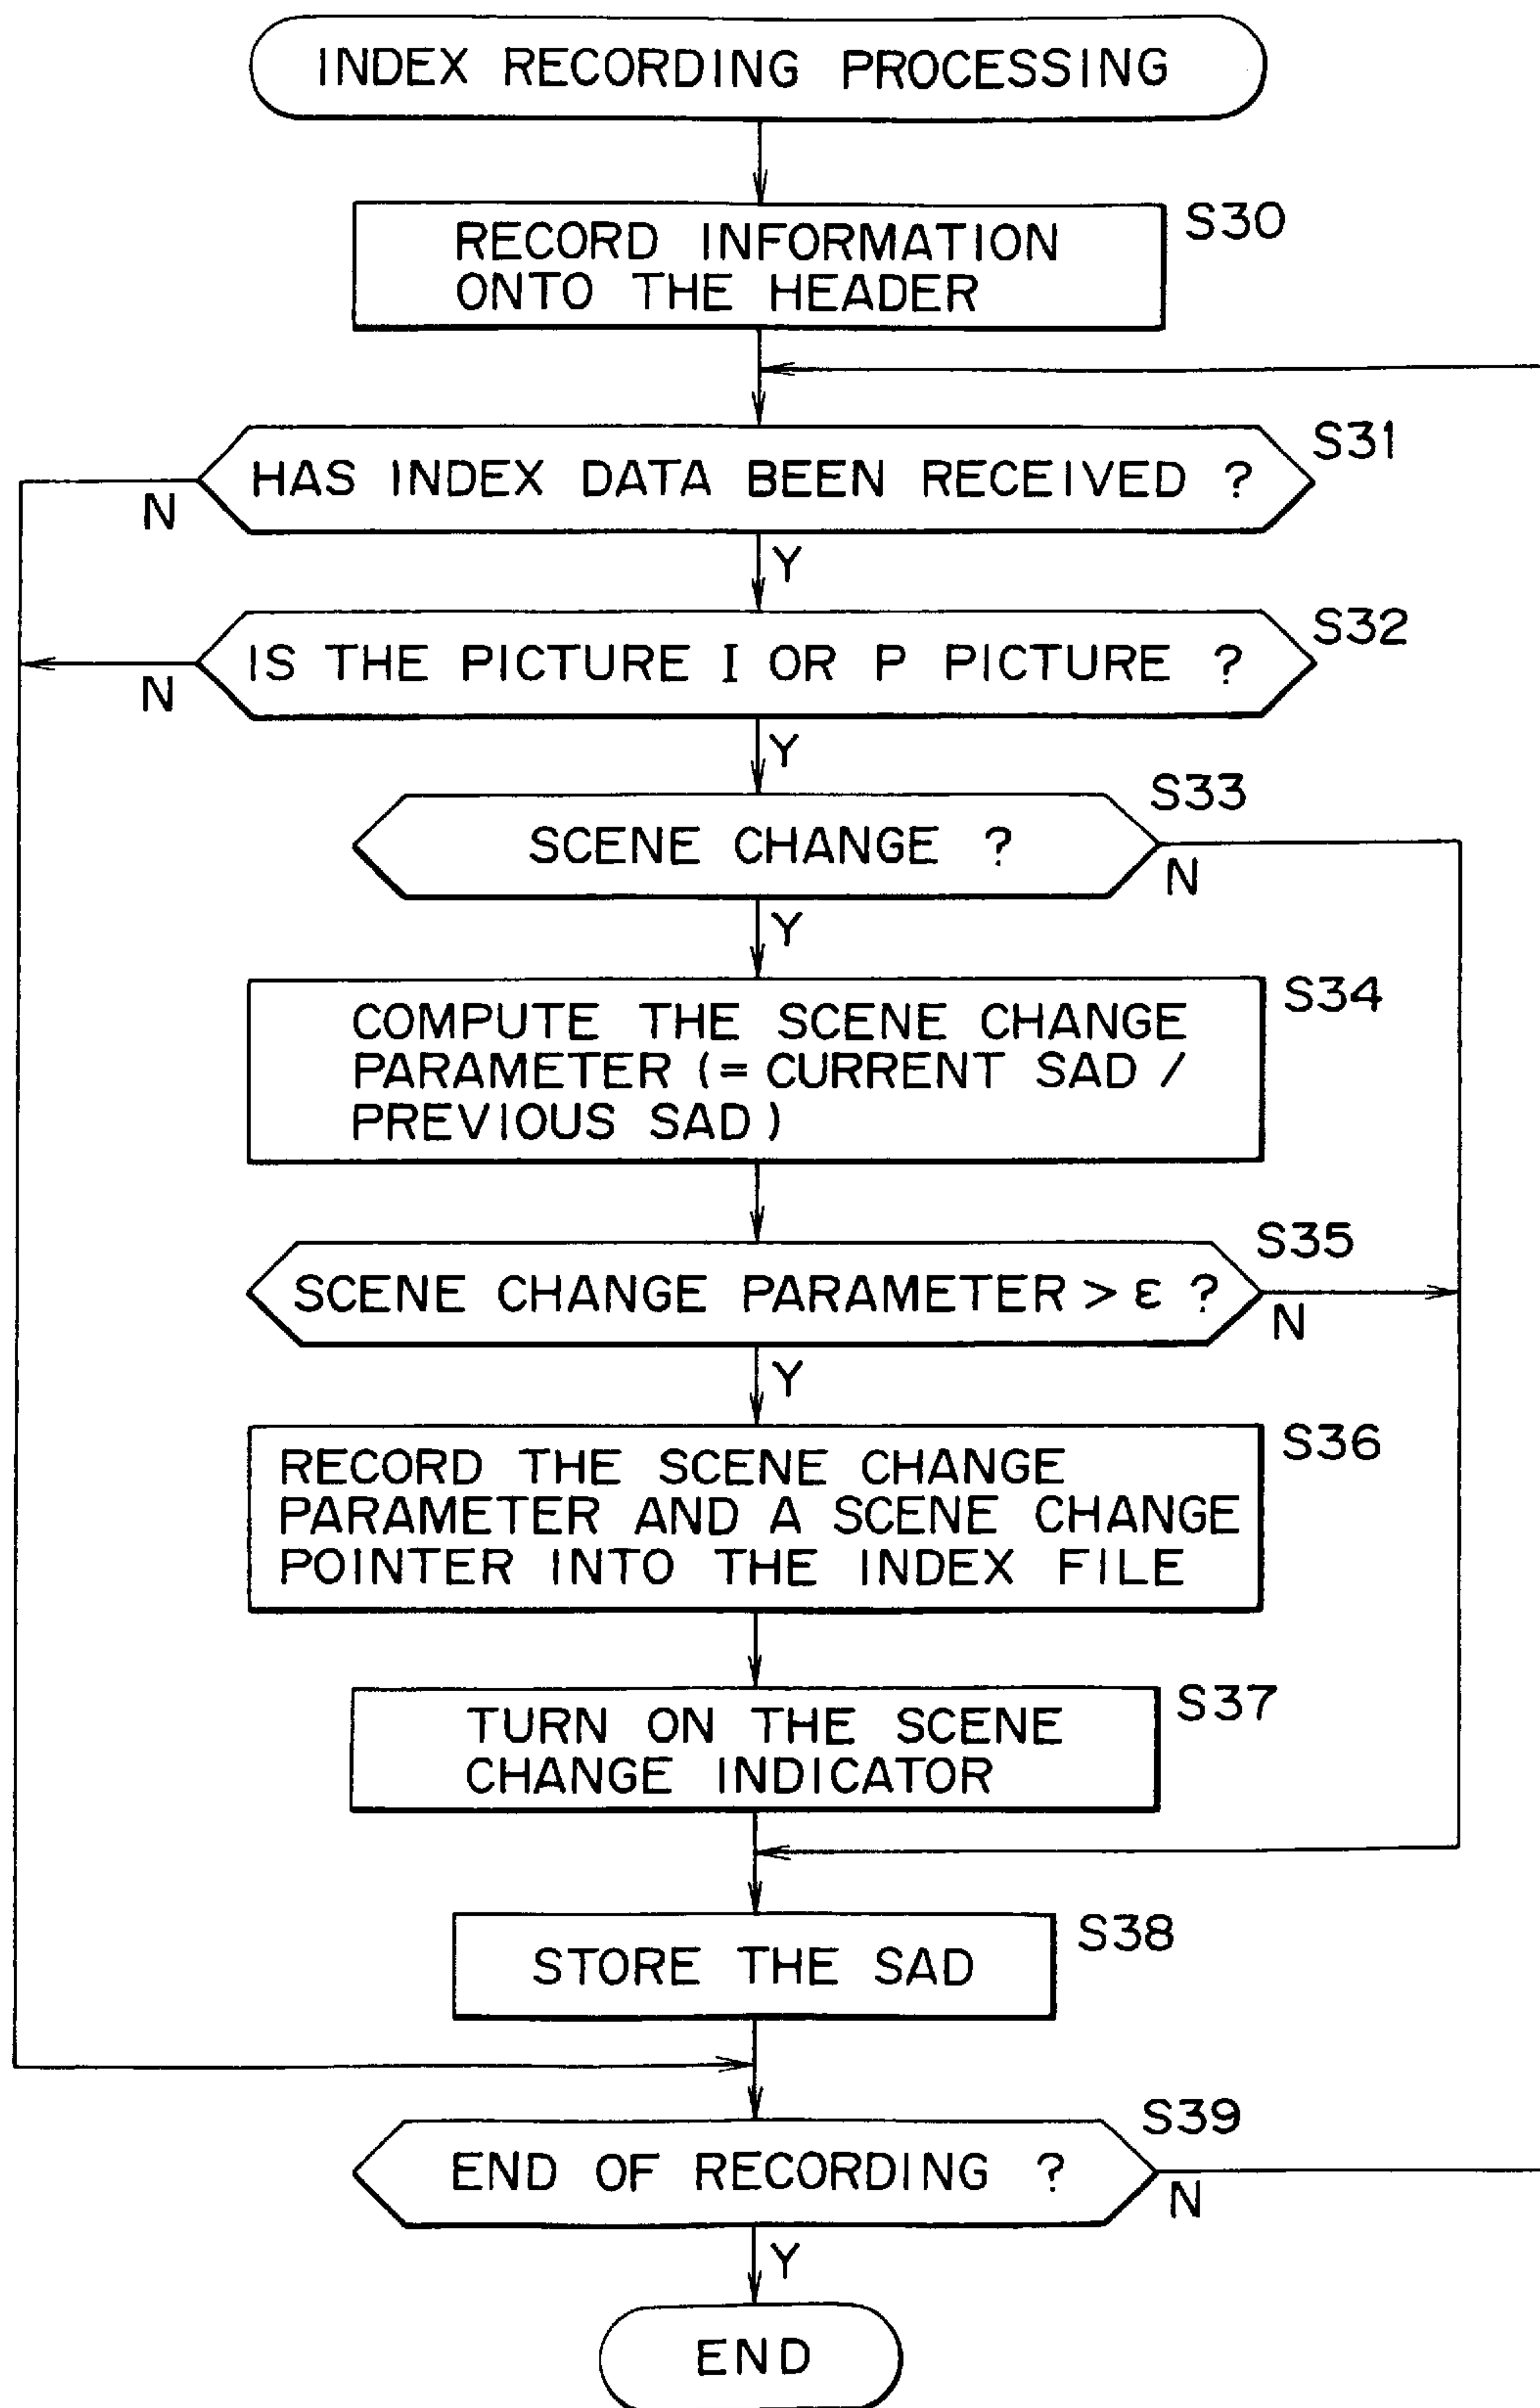 INDEX RECORDING PROCESSING
RECORD INFORMATION
ONTO THE HEADER
S30
HAS INDEX DATA BEEN RECEIVED ?
S31
N
Y
IS THE PICTURE I OR P PICTURE ?
S32
N
Y
SCENE CHANGE ?
S33
N
Y
COMPUTE THE SCENE CHANGE
PARAMETER (= CURRENT SAD /
PREVIOUS SAD)
S34
SCENE CHANGE PARAMETER > ε ?
S35
N
Y
RECORD THE SCENE CHANGE
PARAMETER AND A SCENE CHANGE
POINTER INTO THE INDEX FILE
S36
TURN ON THE SCENE
CHANGE INDICATOR
S37
STORE THE SAD
S38
END OF RECORDING ?
S39
N
Y
END